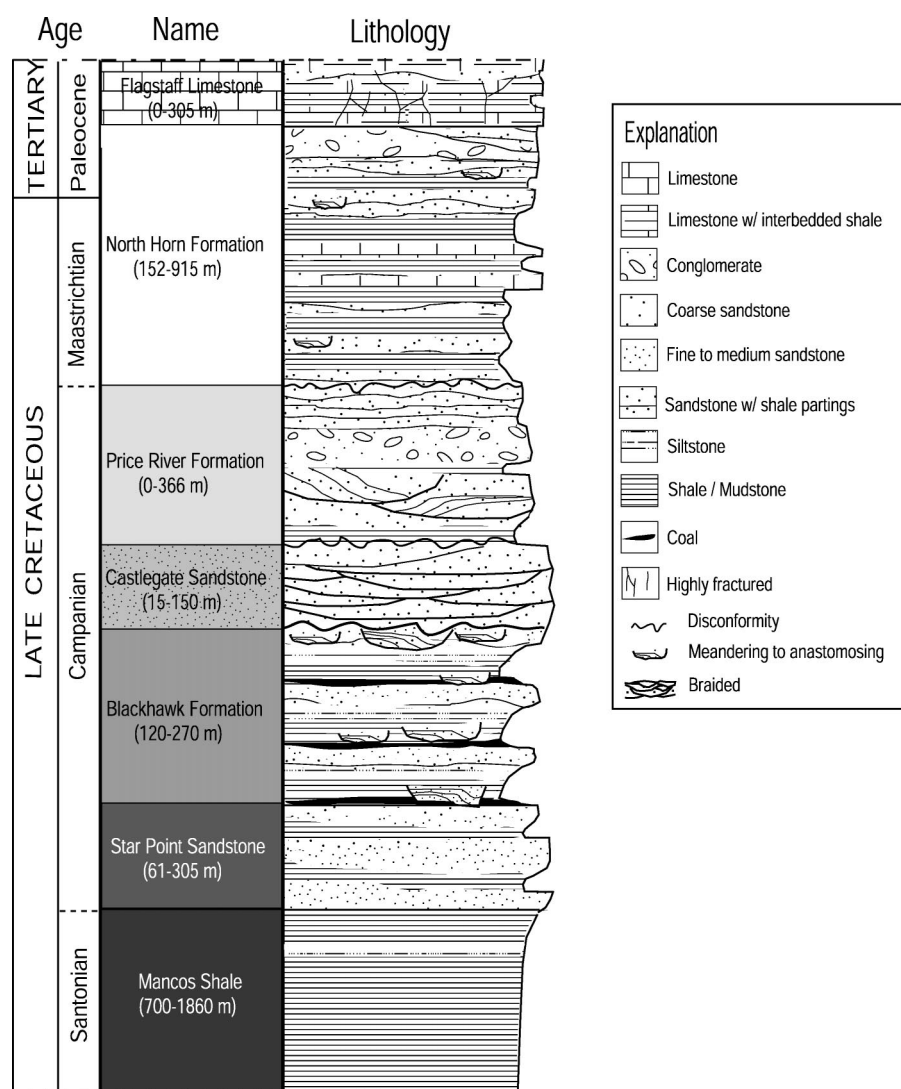 Age
Name
Lithology
TERTIARY
Paleocene
LATE CRETACEOUS
Maastrichtian
Campanian
Santonian
Flagstaff Limestone
(0-305 m)
North Horn Formation
(152-915 m)
Price River Formation
(0-366 m)
Castlegate Sandstone
(15-150 m)
Blackhawk Formation
(120-270 m)
Star Point Sandstone
(61-305 m)
Mancos Shale
(700-1860 m)
Explanation
Limestone
Limestone w/ interbedded shale
Conglomerate
Coarse sandstone
Fine to medium sandstone
Sandstone w/ shale partings
Siltstone
Shale / Mudstone
Coal
Highly fractured
Disconformity
Meandering to anastomosing
Braided